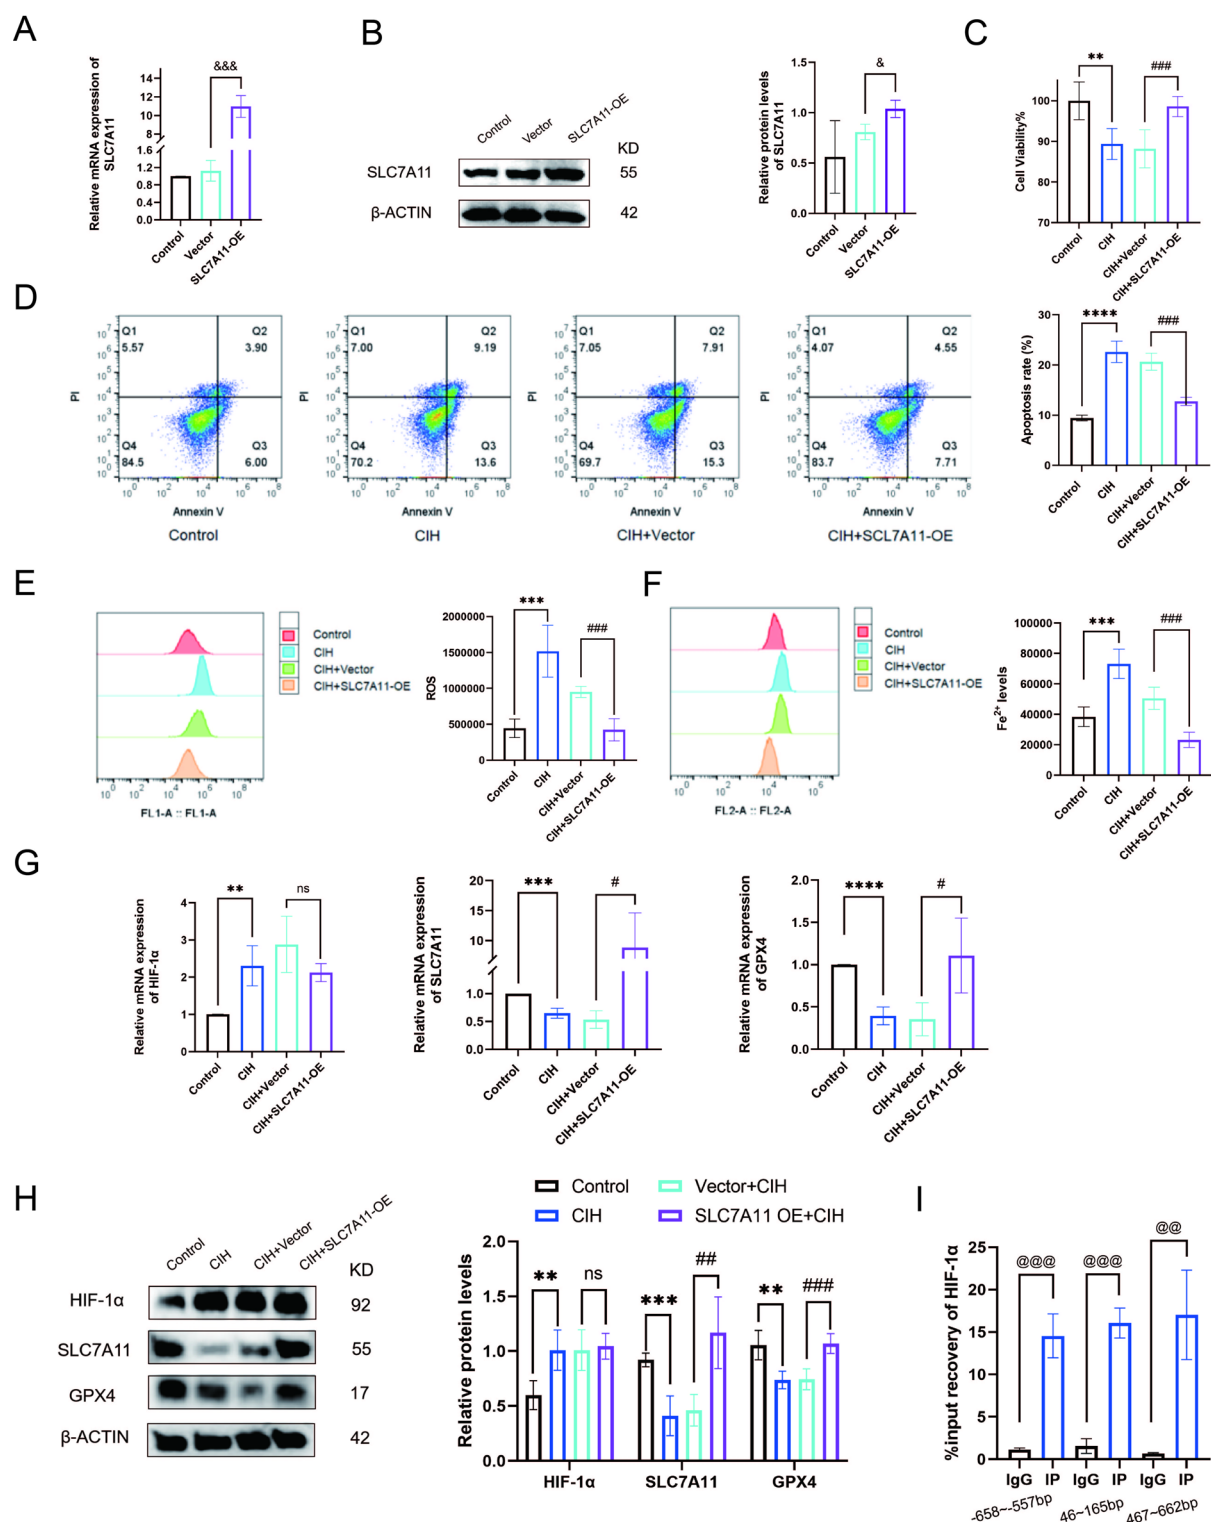 A
Relative mRNA expression of
SLC7A11
14
12
10
8
1.6
1.2
0.8
0.4
0.0
&&&
Control
Vector
SLC7A11-OE
B
Control
Vector
SLC7A11-OE
KD
SLC7A11
55
β-ACTIN
42
Relative protein levels
of SLC7A11
1.5
1.0
0.5
0.0
&
Control
Vector
SLC7A11-OE
C
Cell Viability%
100
90
80
70
**
###
Control
CIH
CIH+Vector
CIH+SLC7A11-OE
D
PI
Q1
5.57
Q2
3.90
Q4
84.5
Q3
6.00
Annexin V
Control
PI
Q1
7.00
Q2
9.19
Q4
70.2
Q3
13.6
Annexin V
CIH
PI
Q1
7.05
Q2
7.91
Q4
69.7
Q3
15.3
Annexin V
CIH+Vector
PI
Q1
4.07
Q2
4.55
Q4
83.7
Q3
7.71
Annexin V
CIH+SCL7A11-OE
Apoptosis rate (%)
30
20
10
0
****
###
Control
CIH
CIH+Vector
CIH+SLC7A11-OE
E
Control
CIH
CIH+Vector
CIH+SLC7A11-OE
FL1-A :: FL1-A
ROS
2000000
1500000
1000000
500000
0
***
###
Control
CIH
CIH+Vector
CIH+SLC7A11-OE
F
Control
CIH
CIH+Vector
CIH+SLC7A11-OE
FL2-A :: FL2-A
Fe²⁺ levels
100000
80000
60000
40000
20000
0
***
###
Control
CIH
CIH+Vector
CIH+SLC7A11-OE
G
Relative mRNA expression
of HIF-1α
4
3
2
1
0
**
ns
Control
CIH
CIH+Vector
CIH+SLC7A11-OE
Relative mRNA expression
of SLC7A11
20
15
10
5
1.0
0.5
0.0
***
#
Control
CIH
CIH+Vector
CIH+SLC7A11-OE
Relative mRNA expression
of GPX4
2.0
1.5
1.0
0.5
0.0
****
#
Control
CIH
CIH+Vector
CIH+SLC7A11-OE
H
Control
CIH
CIH+Vector
CIH+SLC7A11-OE
KD
HIF-1α
92
SLC7A11
55
GPX4
17
β-ACTIN
42
Control
Vector+CIH
CIH
SLC7A11 OE+CIH
Relative protein levels
2.0
1.5
1.0
0.5
0.0
**
ns
***
##
**
###
HIF-1α
SLC7A11
GPX4
I
%input recovery of HIF-1α
25
20
15
10
5
0
@@@
@@@
@@
IgG IP IgG IP IgG IP
-658~-557bp
46~165bp
467~662bp